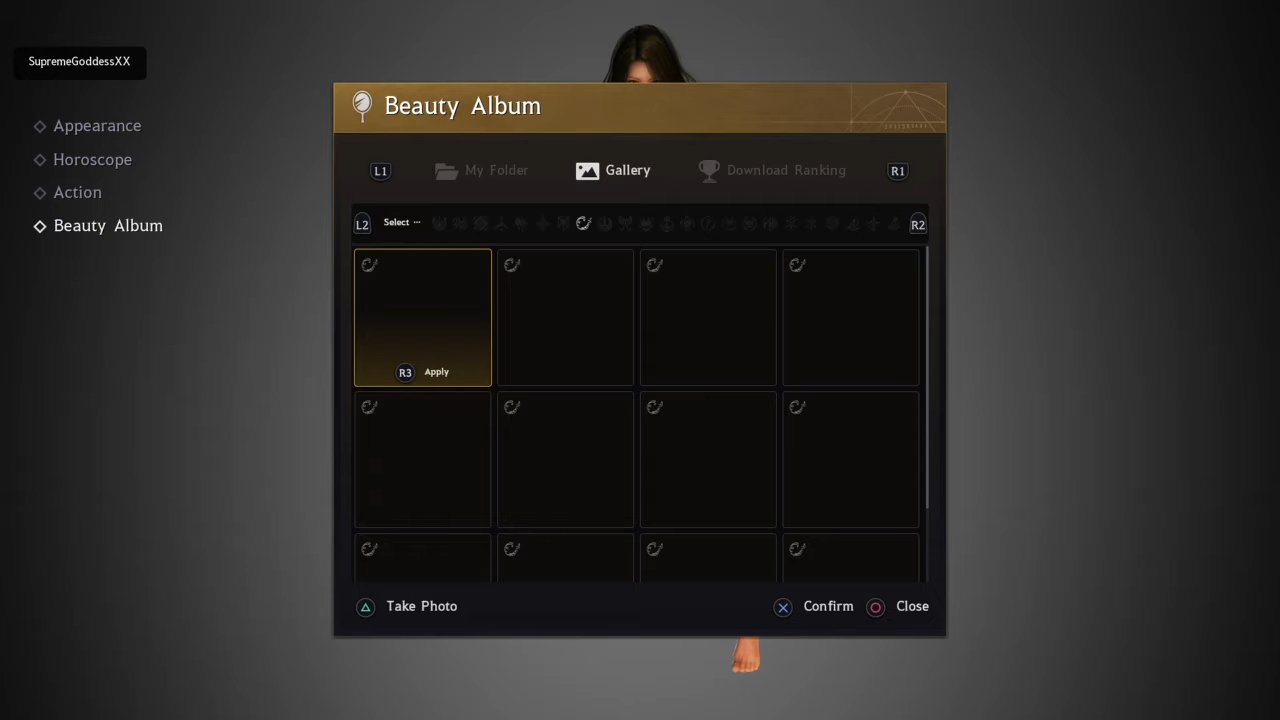 SupremeGoddessXX
Appearance
Horoscope
Action
Beauty Album
Beauty Album
L1 My Folder Gallery Download Ranking R1
L2 Select ··· R2
R3 Apply
Take Photo Confirm Close